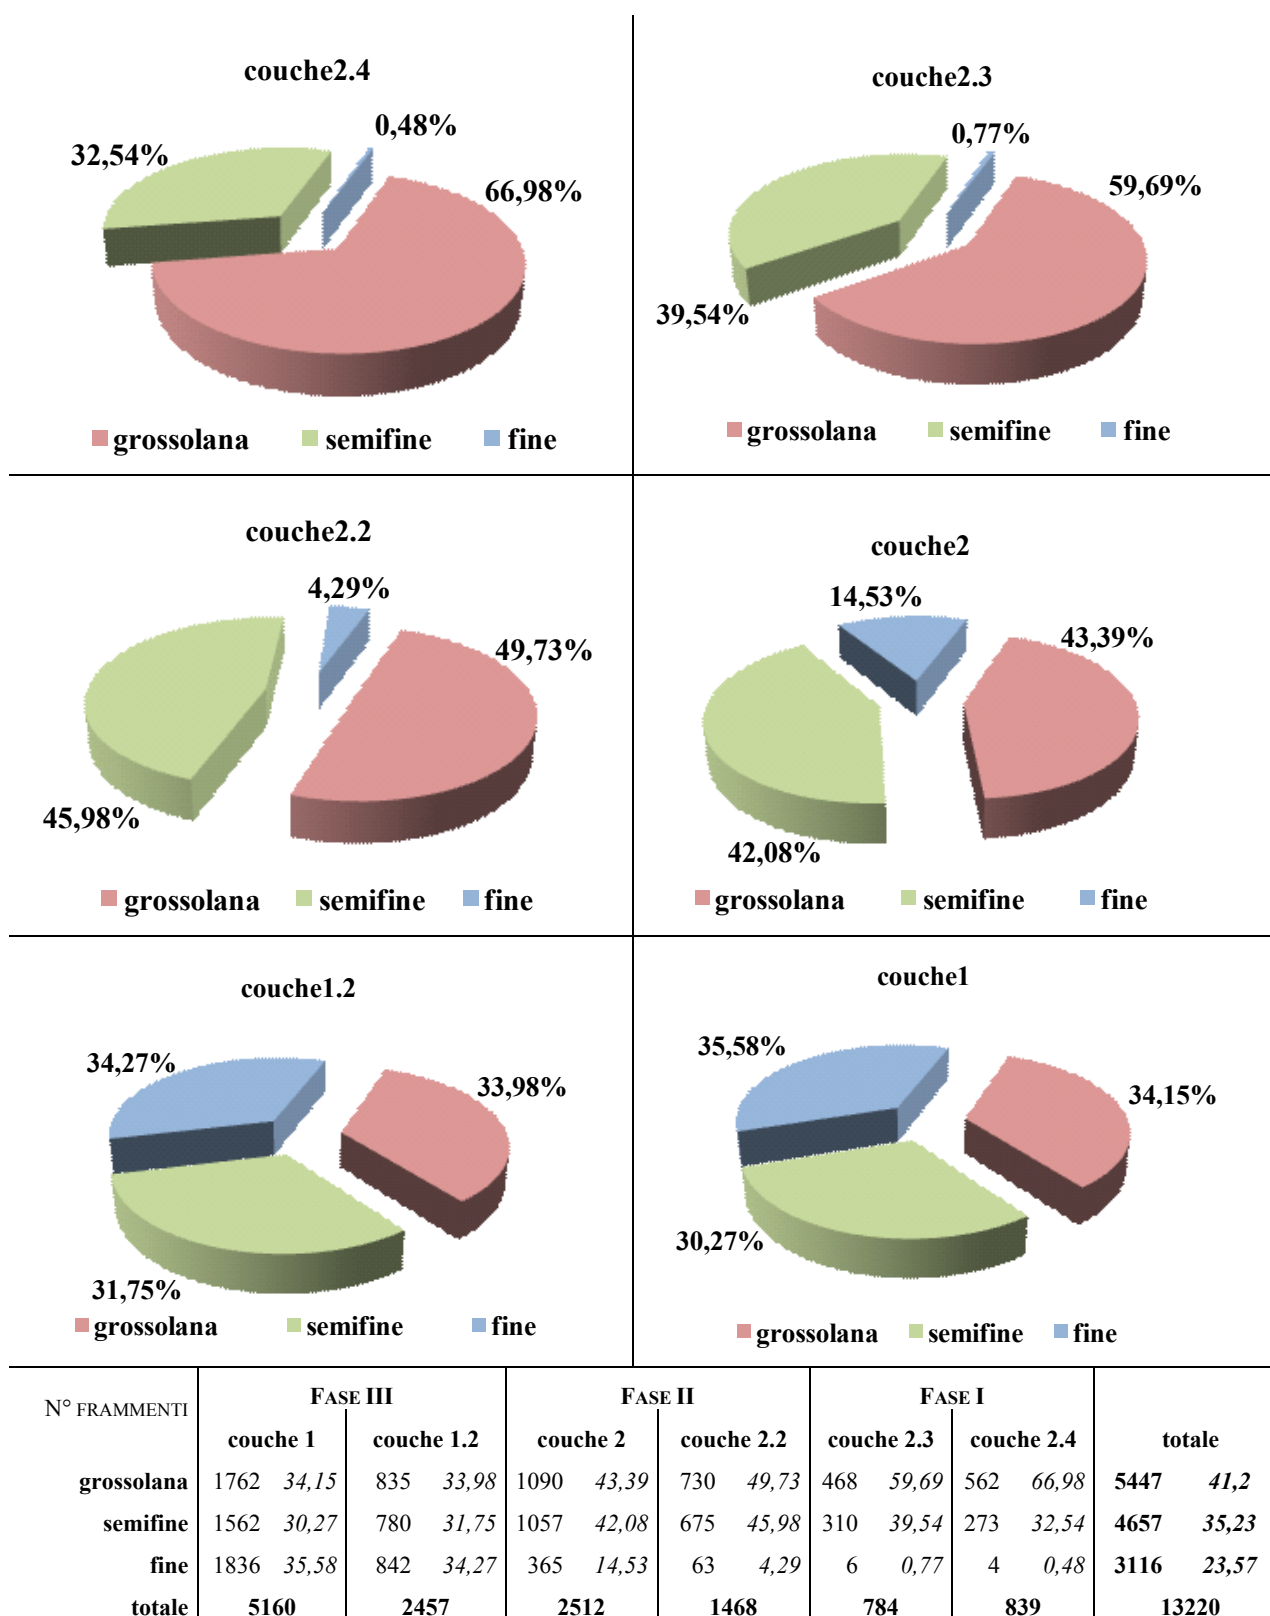 couche2.4
0,48%
32,54%
66,98%
grossolana semifine fine
couche2.3
0,77%
59,69%
39,54%
grossolana semifine fine
couche2.2
4,29%
49,73%
45,98%
grossolana semifine fine
couche2
14,53%
43,39%
42,08%
grossolana semifine fine
couche1.2
34,27%
33,98%
31,75%
grossolana semifine fine
couche1
35,58%
34,15%
30,27%
grossolana semifine fine
N° FRAMMENTI FASE III FASE II FASE I
couche 1 couche 1.2 couche 2 couche 2.2 couche 2.3 couche 2.4 totale
grossolana 1762 34,15 835 33,98 1090 43,39 730 49,73 468 59,69 562 66,98 5447 41,2
semifine 1562 30,27 780 31,75 1057 42,08 675 45,98 310 39,54 273 32,54 4657 35,23
fine 1836 35,58 842 34,27 365 14,53 63 4,29 6 0,77 4 0,48 3116 23,57
totale 5160 2457 2512 1468 784 839 13220